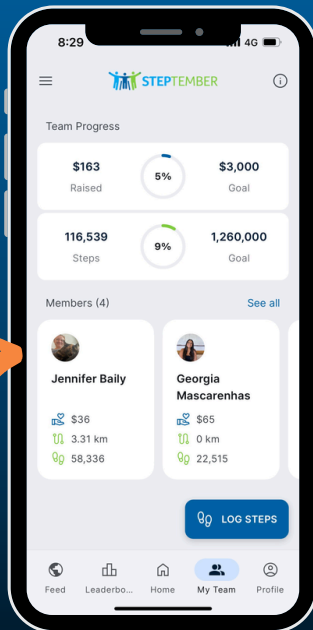 8:29 4G
STEPTEMBER
Team Progress
$163 5% $3,000
Raised Goal
116,539 9% 1,260,000
Steps Goal
Members (4) See all
Jennifer Baily Georgia
Mascarenhas
$36 $65
3.31 km 0 km
58,336 22,515
LOG STEPS
Feed Leaderbo... Home My Team Profile